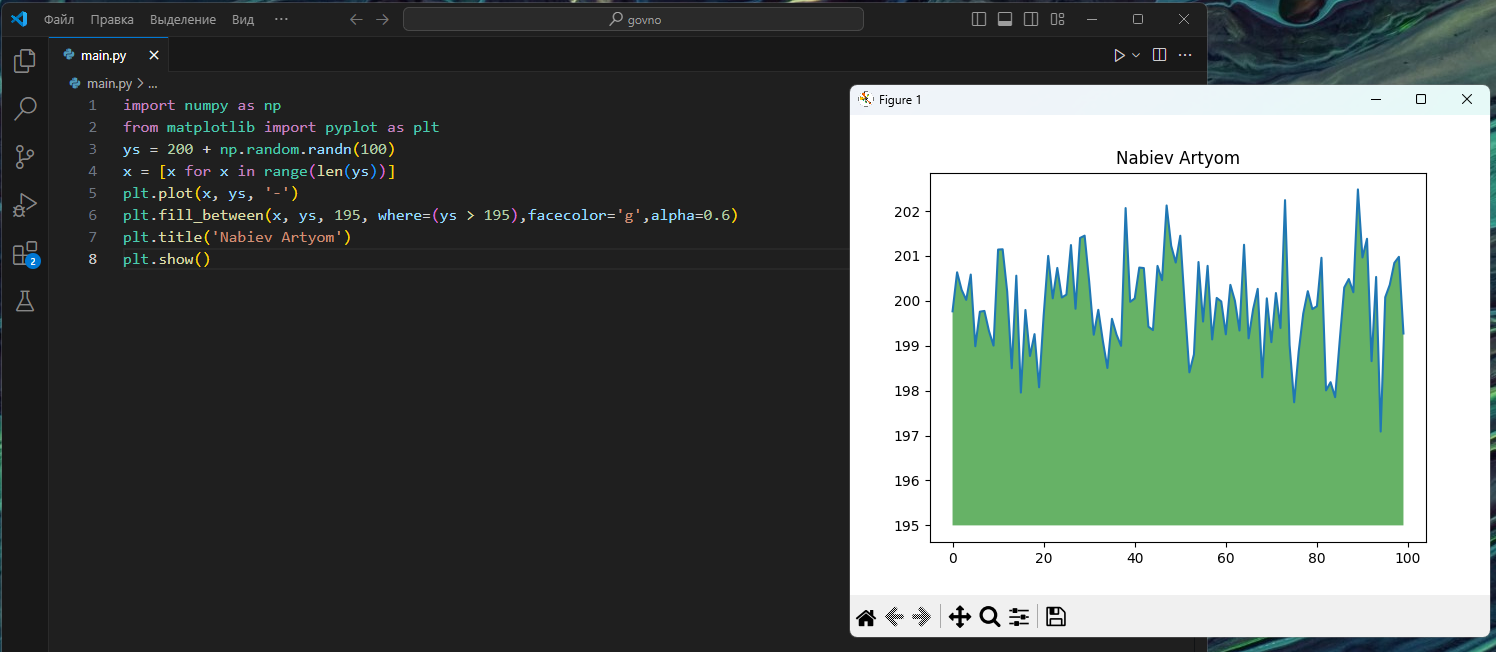 Файл Правка Выделение Вид ··· govno
main.py
main.py > ...
1 import numpy as np
2 from matplotlib import pyplot as plt
3 ys = 200 + np.random.randn(100)
4 x = [x for x in range(len(ys))]
5 plt.plot(x, ys, '-')
6 plt.fill_between(x, ys, 195, where=(ys > 195),facecolor='g',alpha=0.6)
7 plt.title('Nabiev Artyom')
8 plt.show()
2
Figure 1
Nabiev Artyom
202
201
200
199
198
197
196
195
0 20 40 60 80 100